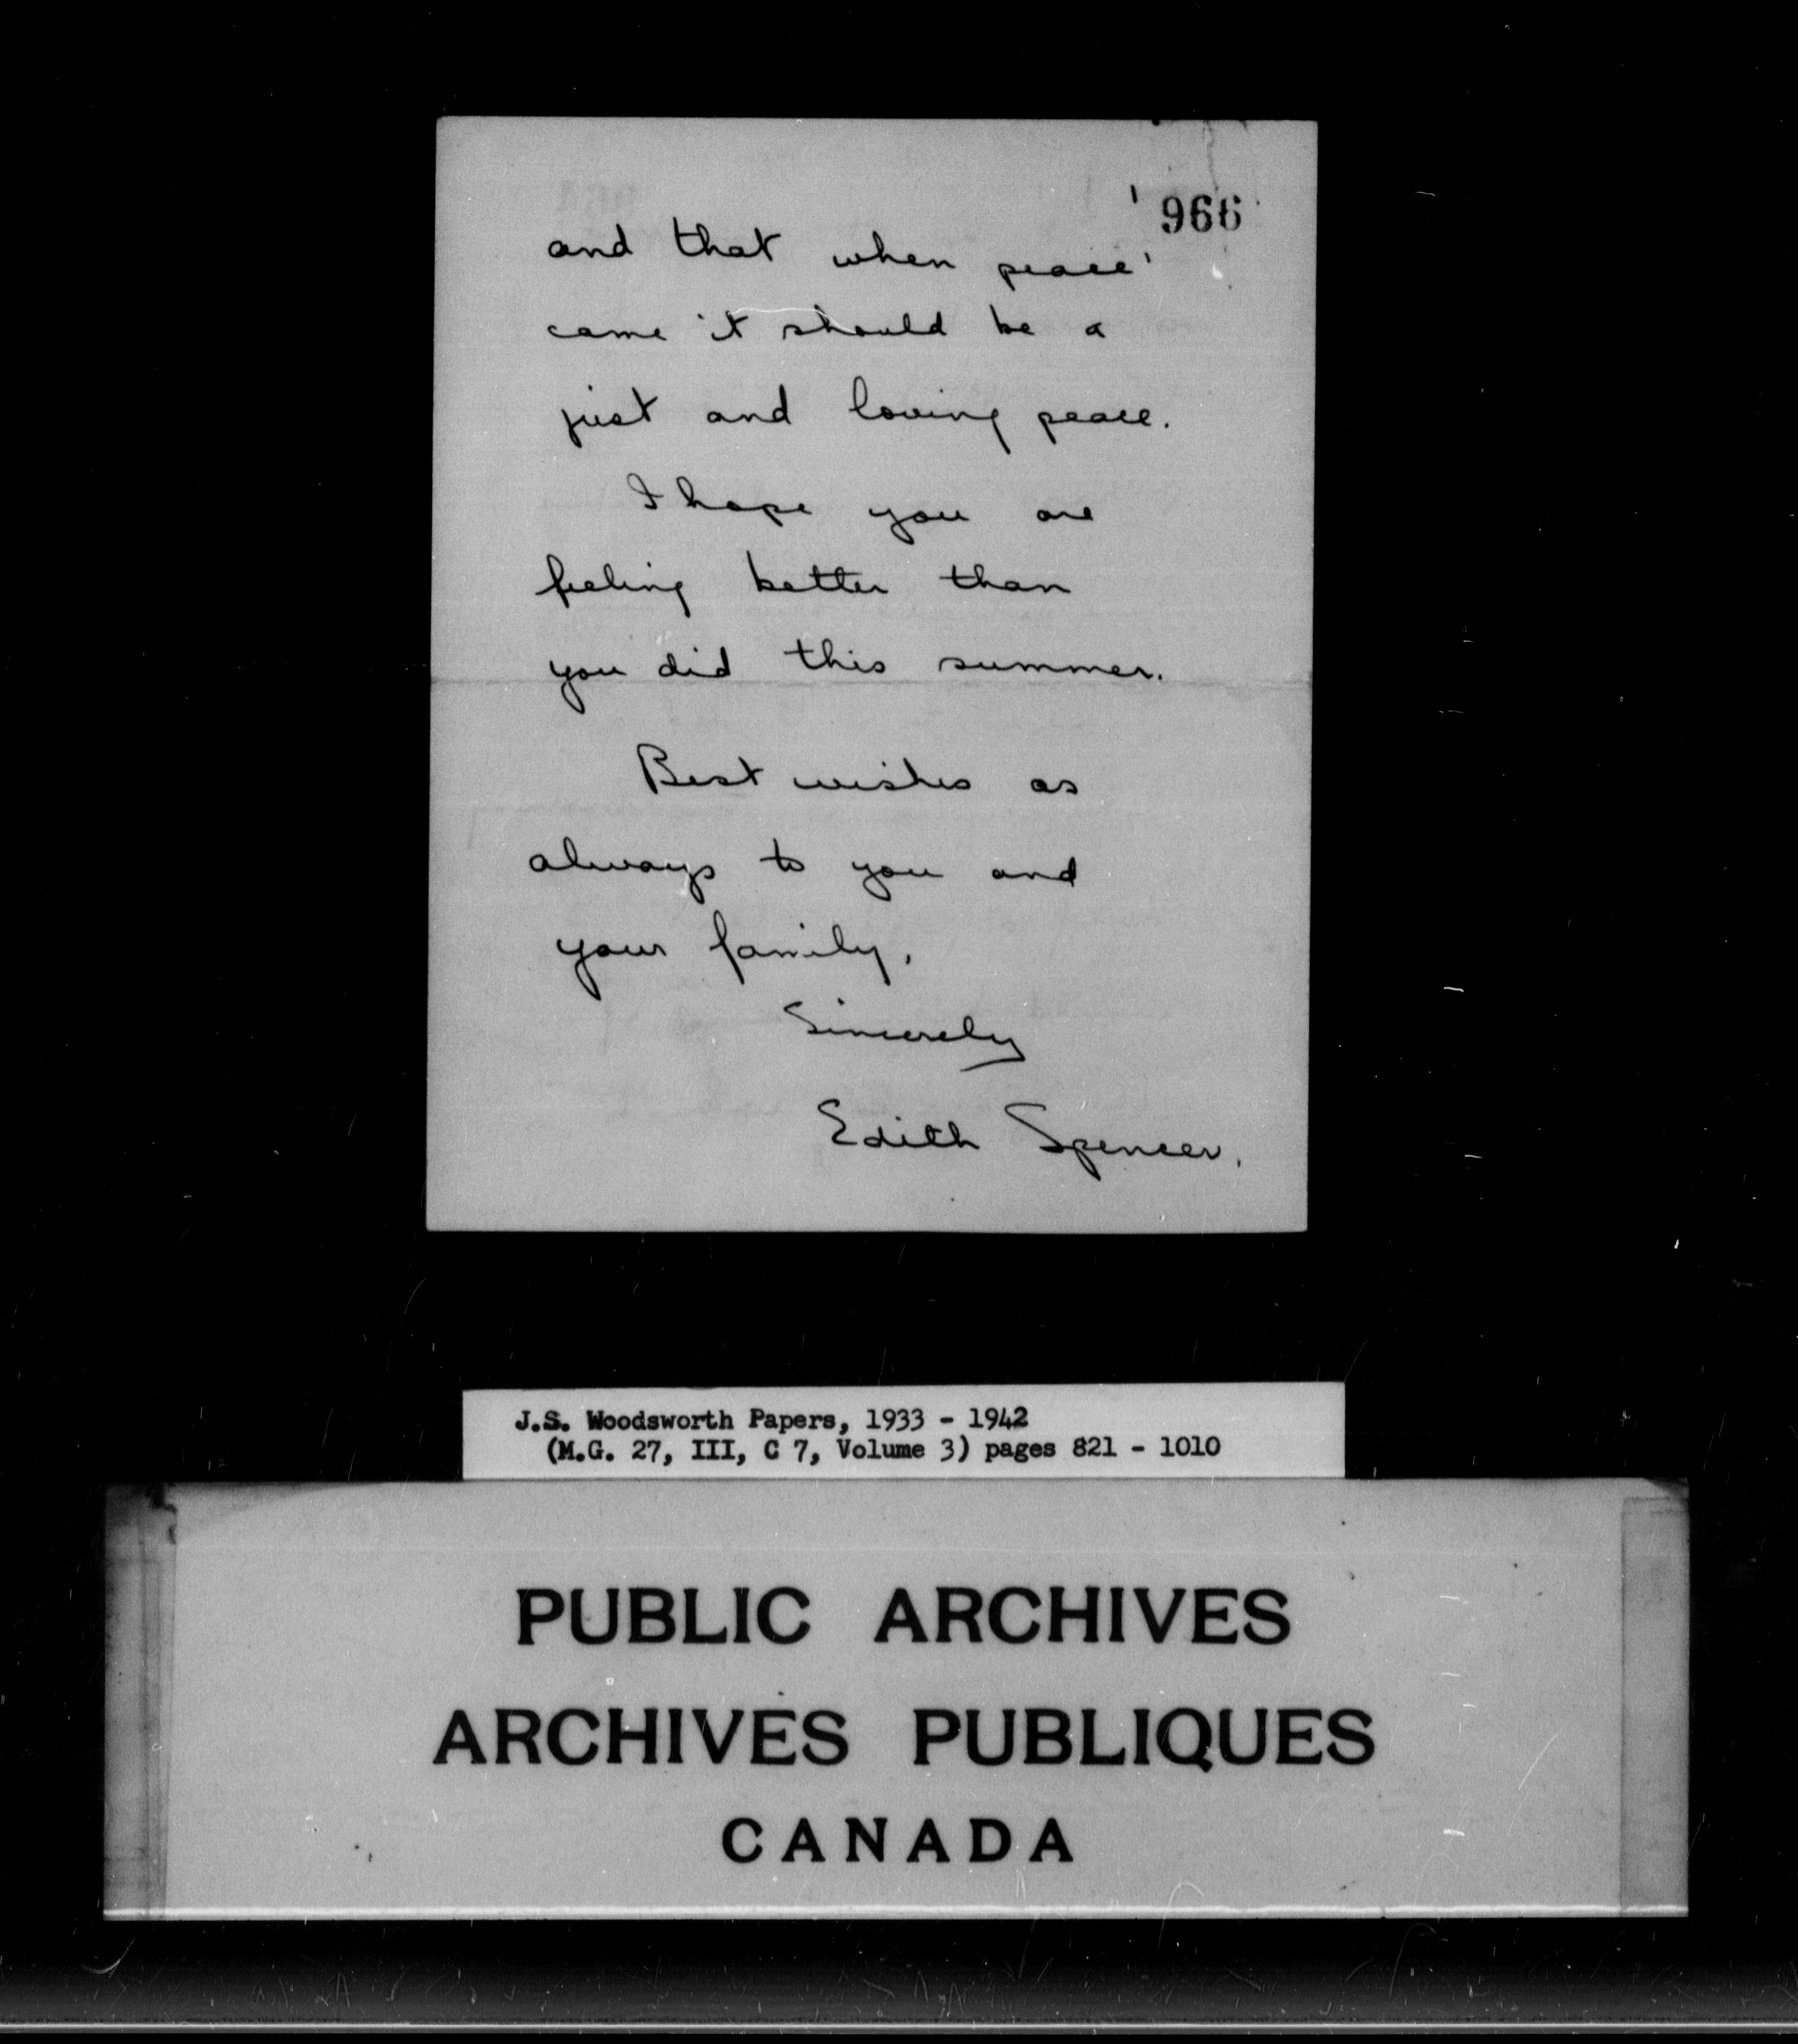 966
and that when peace
came it should be a
just and loving peace.
I hope you are
feeling better than
you did this summer.
Best wishes as
always to you and
your family,
Sincerely
Edith Spencer.
J.S. Woodsworth Papers, 1933 - 1942
(M.G. 27, III, C 7, Volume 3) pages 821 - 1010
PUBLIC ARCHIVES
ARCHIVES PUBLIQUES
CANADA